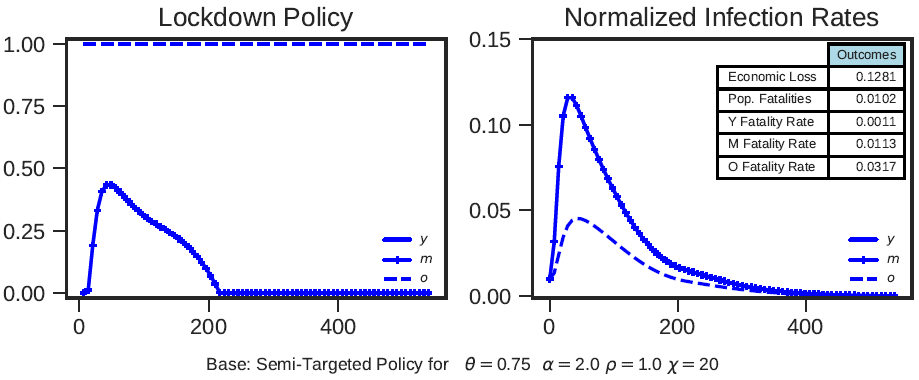 Lockdown Policy
1.00
0.75
0.50
0.25
0.00
0 200 400
y
m
o
Normalized Infection Rates
0.15
0.10
0.05
0.00
0 200 400
Outcomes
Economic Loss 0.1281
Pop. Fatalities 0.0102
Y Fatality Rate 0.0011
M Fatality Rate 0.0113
O Fatality Rate 0.0317
y
m
o
Base: Semi-Targeted Policy for θ = 0.75 α = 2.0 ρ = 1.0 χ = 20